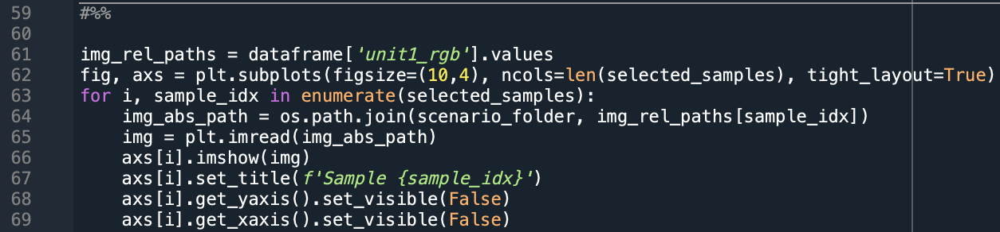 59 #%%
60
61 img_rel_paths = dataframe['unit1_rgb'].values
62 fig, axs = plt.subplots(figsize=(10,4), ncols=len(selected_samples), tight_layout=True)
63 for i, sample_idx in enumerate(selected_samples):
64     img_abs_path = os.path.join(scenario_folder, img_rel_paths[sample_idx])
65     img = plt.imread(img_abs_path)
66     axs[i].imshow(img)
67     axs[i].set_title(f'Sample {sample_idx}')
68     axs[i].get_yaxis().set_visible(False)
69     axs[i].get_xaxis().set_visible(False)